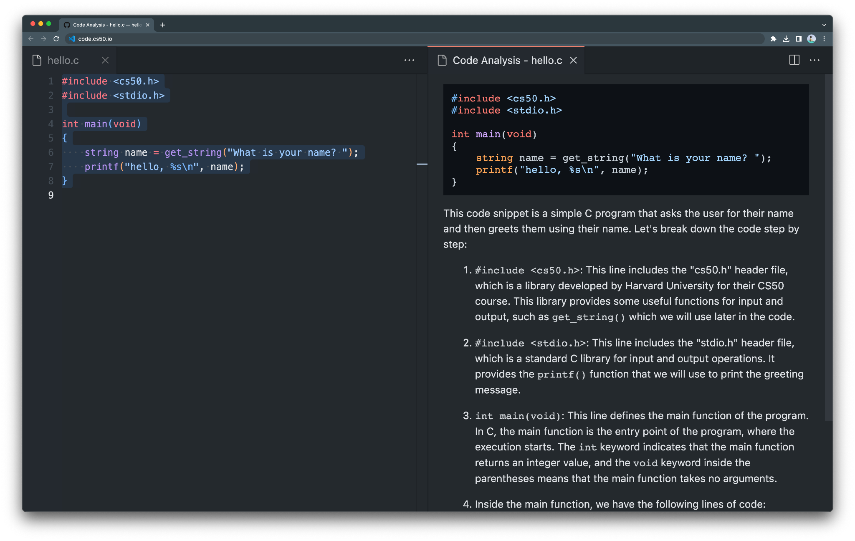 Code Analysis - hello.c — hell
code.cs50.io
hello.c
1 #include <cs50.h>
2 #include <stdio.h>
3
4 int main(void)
5 {
6 string name = get_string("What is your name? ");
7 printf("hello, %s\n", name);
8 }
9
Code Analysis - hello.c
#include <cs50.h>
#include <stdio.h>
int main(void)
{
string name = get_string("What is your name? ");
printf("hello, %s\n", name);
}
This code snippet is a simple C program that asks the user for their name
and then greets them using their name. Let's break down the code step by
step:
1. #include <cs50.h>: This line includes the "cs50.h" header file,
which is a library developed by Harvard University for their CS50
course. This library provides some useful functions for input and
output, such as get_string() which we will use later in the code.
2. #include <stdio.h>: This line includes the "stdio.h" header file,
which is a standard C library for input and output operations. It
provides the printf() function that we will use to print the greeting
message.
3. int main(void): This line defines the main function of the program.
In C, the main function is the entry point of the program, where the
execution starts. The int keyword indicates that the main function
returns an integer value, and the void keyword inside the
parentheses means that the main function takes no arguments.
4. Inside the main function, we have the following lines of code: